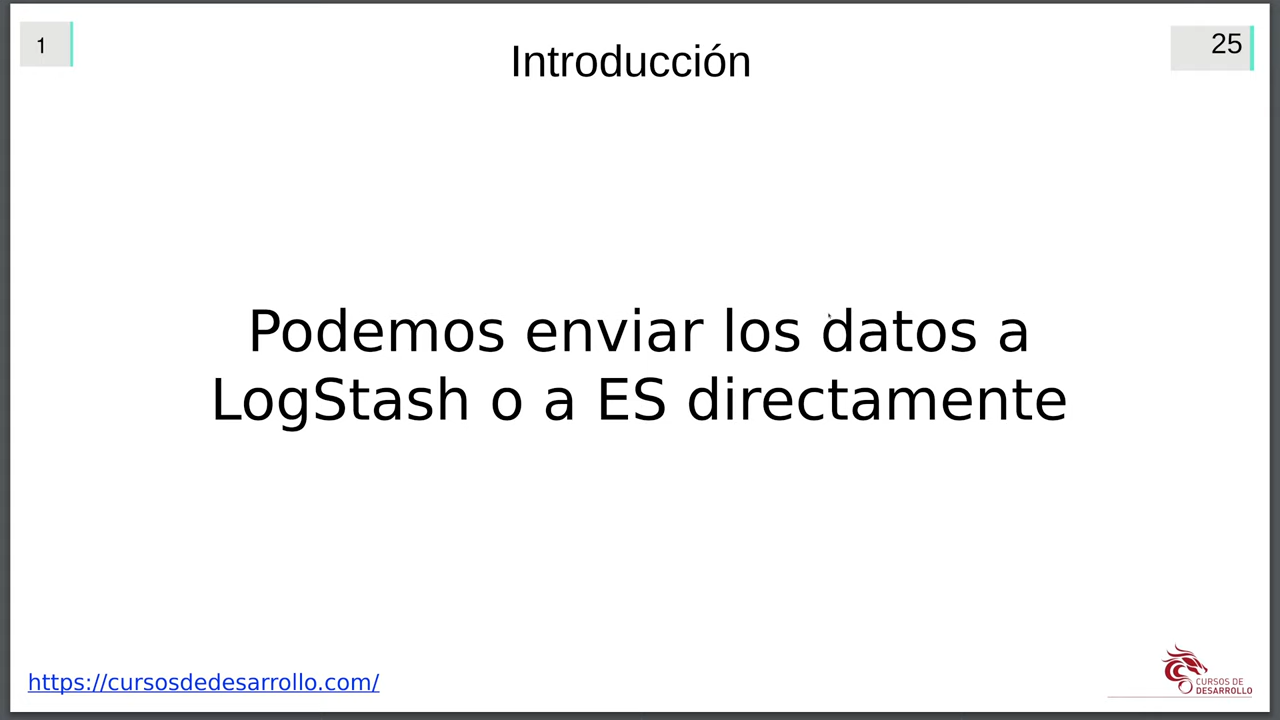 1
Introducción
25
Podemos enviar los datos a
LogStash o a ES directamente
https://cursosdedesarrollo.com/
CURSOS DE
DESARROLLO